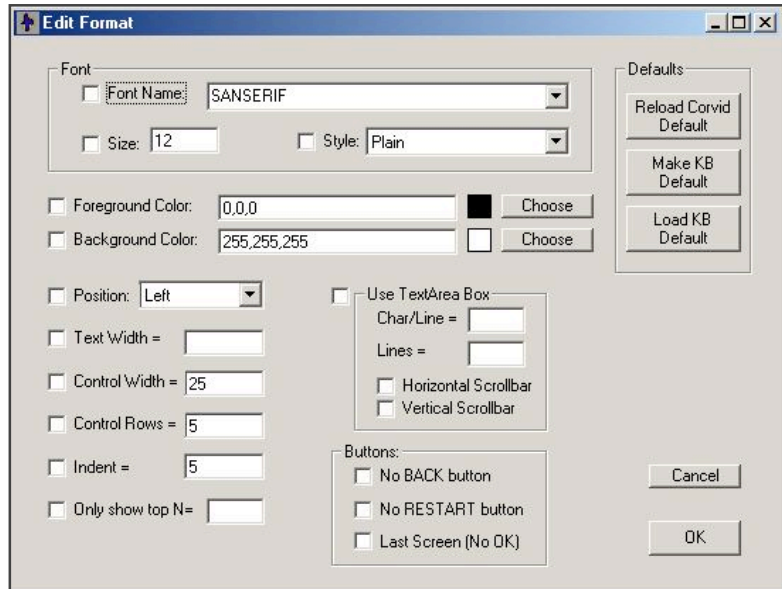 Edit Format
Font
Font Name: SANSERIF
Size: 12 Style: Plain
Foreground Color: 0,0,0 Choose
Background Color: 255,255,255 Choose
Defaults
Reload Corvid
Default
Make KB
Default
Load KB
Default
Position: Left
Text Width =
Control Width = 25
Control Rows = 5
Indent = 5
Only show top N=
Use TextArea Box
Char/Line =
Lines =
Horizontal Scrollbar
Vertical Scrollbar
Buttons:
No BACK button
No RESTART button
Last Screen (No OK)
Cancel
OK